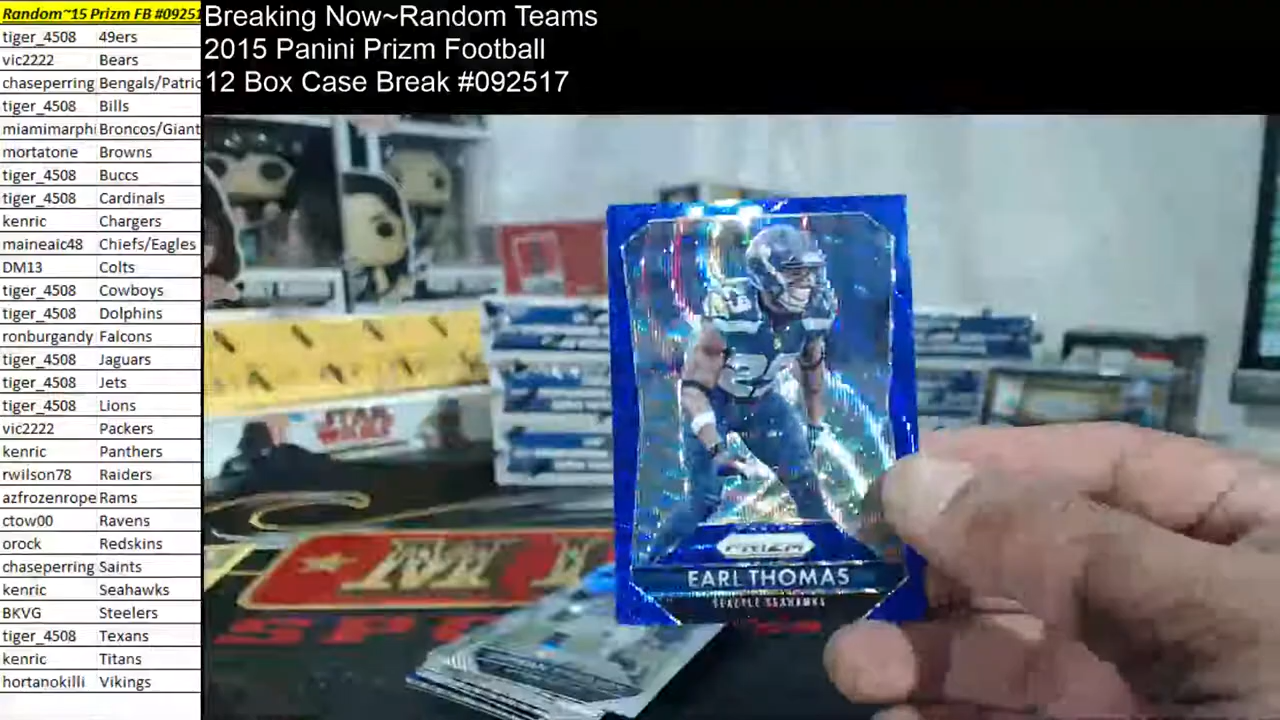 Random~15 Prizm FB #09251
tiger_4508 49ers
vic2222 Bears
chaseperring Bengals/Patric
tiger_4508 Bills
miamimarphi Broncos/Giant
mortatone Browns
tiger_4508 Buccs
tiger_4508 Cardinals
kenric Chargers
maineaic48 Chiefs/Eagles
DM13 Colts
tiger_4508 Cowboys
tiger_4508 Dolphins
ronburgandy Falcons
tiger_4508 Jaguars
tiger_4508 Jets
tiger_4508 Lions
vic2222 Packers
kenric Panthers
rwilson78 Raiders
azfrozenrope Rams
ctow00 Ravens
orock Redskins
chaseperring Saints
kenric Seahawks
BKVG Steelers
tiger_4508 Texans
kenric Titans
hortanokilli Vikings
Breaking Now~Random Teams
2015 Panini Prizm Football
12 Box Case Break #092517
STAR
WARS
PRIZM
EARL THOMAS
SEATTLE SEAHAWKS